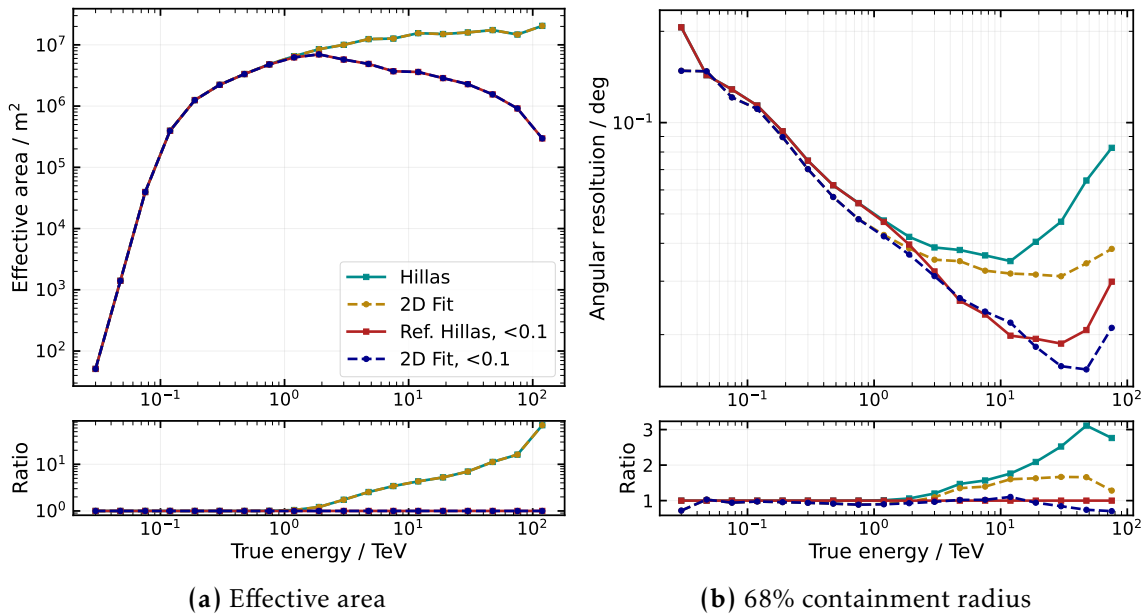 10⁷
10⁶
10⁵
10⁴
10³
10²
Effective area / m²
Hillas
2D Fit
Ref. Hillas, <0.1
2D Fit, <0.1
10⁻¹ 10⁰ 10¹ 10²
10¹
10⁰
Ratio
10⁻¹ 10⁰ 10¹ 10²
True energy / TeV
(a) Effective area
10⁻¹
Angular resoltuion / deg
10⁻¹ 10⁰ 10¹ 10²
3
2
1
Ratio
10⁻¹ 10⁰ 10¹ 10²
True energy / TeV
(b) 68% containment radius